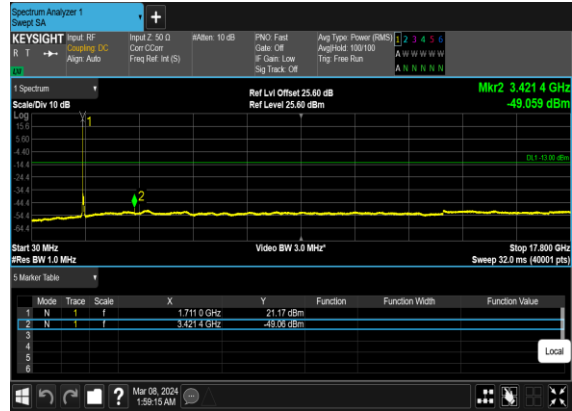 Spectrum Analyzer 1
Swept SA
+
KEYSIGHT
R T
Input: RF
Coupling: DC
Align: Auto
Input Z: 50 Ω
Corr CCorr
Freq Ref: Int (S)
#Atten: 10 dB
PNO: Fast
Gate: Off
IF Gain: Low
Sig Track: Off
Avg Type: Power (RMS)
Avg|Hold: 100/100
Trig: Free Run
1 2 3 4 5 6
A W W W W W
A N N N N N
1 Spectrum
Scale/Div 10 dB
Ref Lvl Offset 25.60 dB
Ref Level 25.60 dBm
Mkr2 3.421 4 GHz
-49.059 dBm
Log
15.6
5.60
-4.40
-14.4
-24.4
-34.4
-44.4
-54.4
-64.4
1
2
DL1 -13.00 dBm
Start 30 MHz
#Res BW 1.0 MHz
Video BW 3.0 MHz*
Stop 17.800 GHz
Sweep 32.0 ms (40001 pts)
5 Marker Table
Mode Trace Scale X Y Function Function Width Function Value
1 N 1 f 1.711 0 GHz 21.17 dBm
2 N 1 f 3.421 4 GHz -49.06 dBm
3
4
5
6
Local
?
Mar 08, 2024
1:59:15 AM